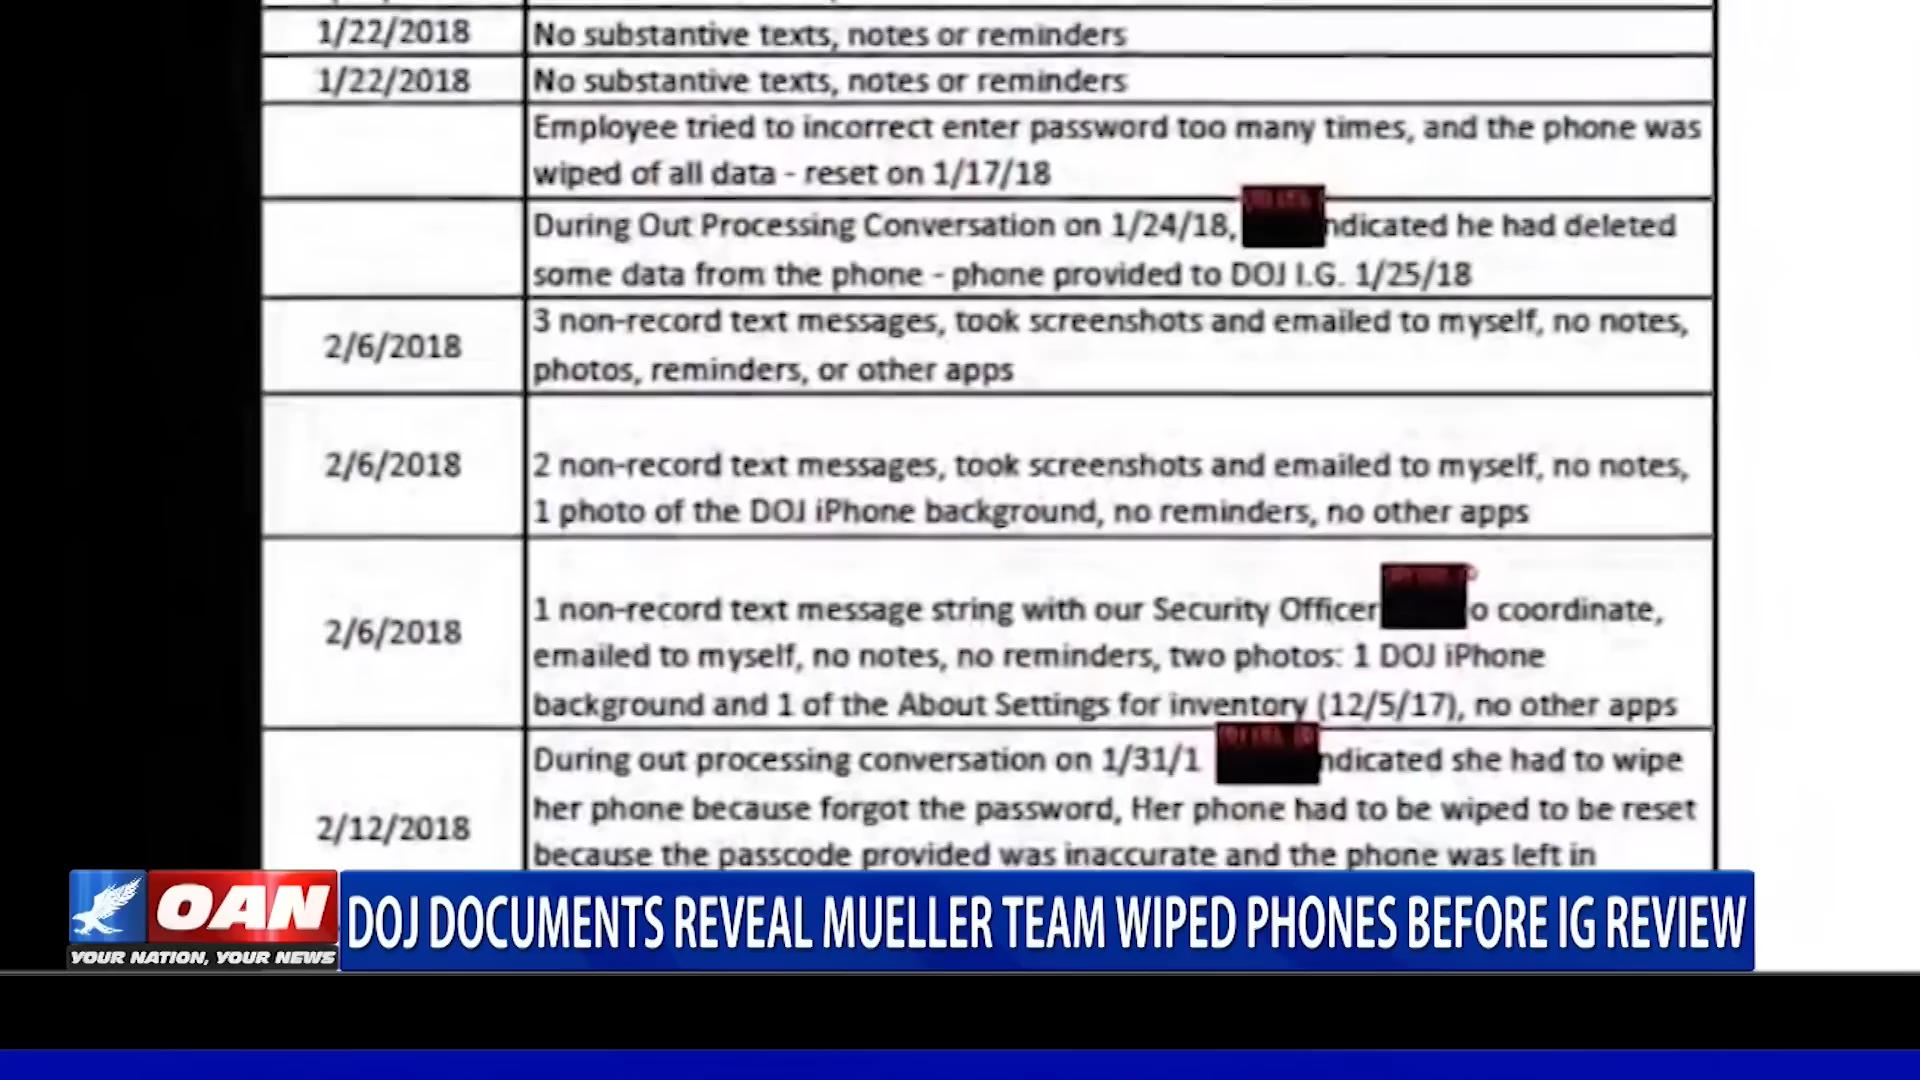 1/22/2018
No substantive texts, notes or reminders
1/22/2018
No substantive texts, notes or reminders
Employee tried to incorrect enter password too many times, and the phone was
wiped of all data - reset on 1/17/18
During Out Processing Conversation on 1/24/18, ndicated he had deleted
some data from the phone - phone provided to DOJ I.G. 1/25/18
2/6/2018
3 non-record text messages, took screenshots and emailed to myself, no notes,
photos, reminders, or other apps
2/6/2018
2 non-record text messages, took screenshots and emailed to myself, no notes,
1 photo of the DOJ iPhone background, no reminders, no other apps
2/6/2018
1 non-record text message string with our Security Officer o coordinate,
emailed to myself, no notes, no reminders, two photos: 1 DOJ iPhone
background and 1 of the About Settings for inventory (12/5/17), no other apps
2/12/2018
During out processing conversation on 1/31/1 ndicated she had to wipe
her phone because forgot the password, Her phone had to be wiped to be reset
because the passcode provided was inaccurate and the phone was left in
OAN
YOUR NATION, YOUR NEWS
DOJ DOCUMENTS REVEAL MUELLER TEAM WIPED PHONES BEFORE IG REVIEW